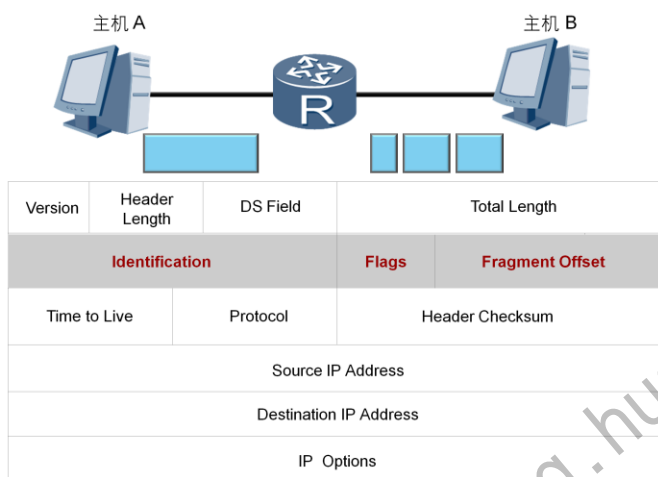 主机 A
主机 B
R
Version
Header
Length
DS Field
Total Length
Identification
Flags
Fragment Offset
Time to Live
Protocol
Header Checksum
Source IP Address
Destination IP Address
IP Options